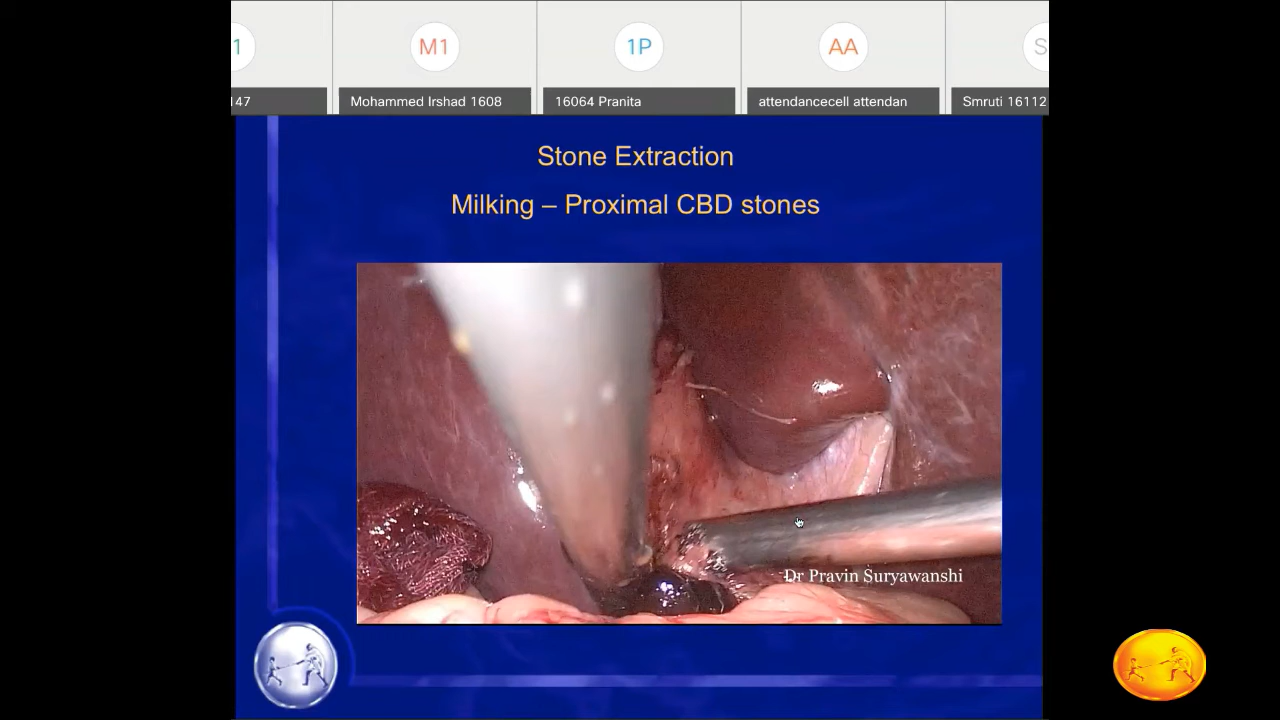 1
M1
1P
AA
S
147
Mohammed Irshad 1608
16064 Pranita
attendancecell attendan
Smruti 16112
Stone Extraction
Milking – Proximal CBD stones
Dr Pravin Suryawanshi